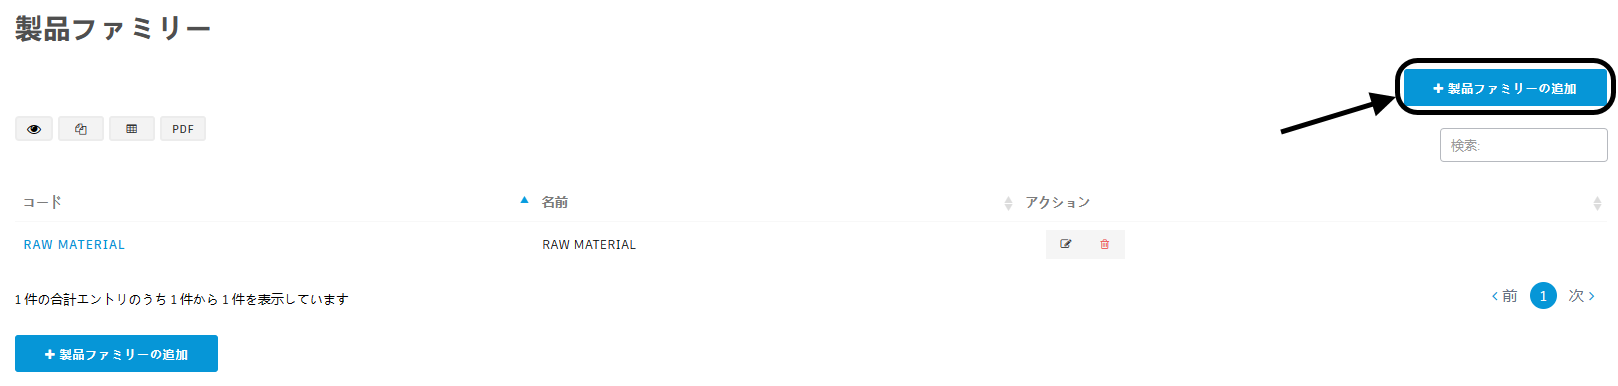 製品ファミリー
+ 製品ファミリーの追加
PDF
検索:
コード 名前 アクション
RAW MATERIAL RAW MATERIAL
1 件の合計エントリのうち 1 件から 1 件を表示しています
‹ 前 1 次 ›
+ 製品ファミリーの追加